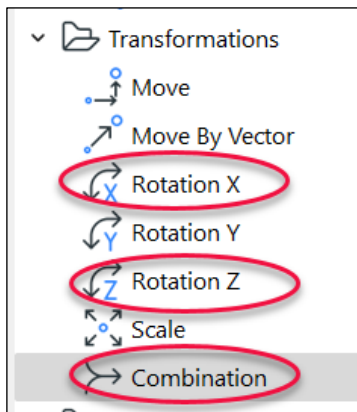 Transformations
Move
Move By Vector
X Rotation X
Y Rotation Y
Z Rotation Z
Scale
Combination